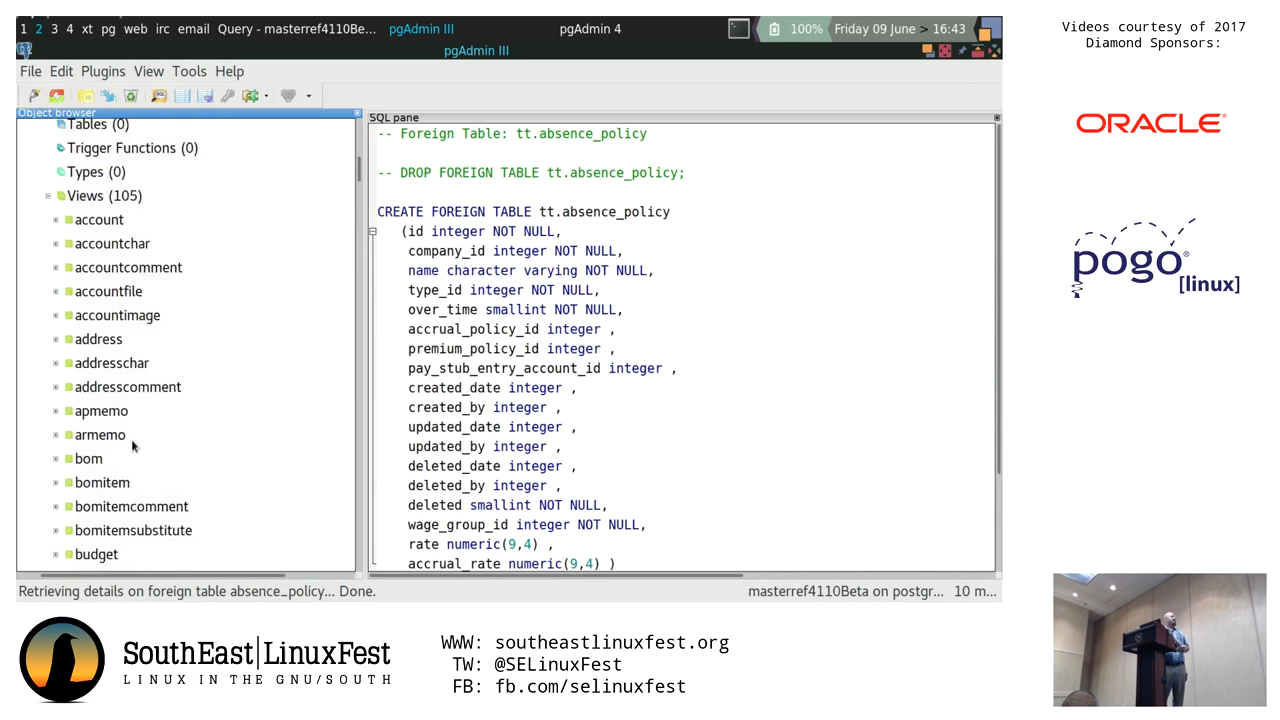 1 2 3 4 xt pg web irc email Query - masterref4110Be... pgAdmin III pgAdmin 4 100% Friday 09 June > 16:43
pgAdmin III
File Edit Plugins View Tools Help
Object browser
Tables (0)
Trigger Functions (0)
Types (0)
Views (105)
account
accountchar
accountcomment
accountfile
accountimage
address
addresschar
addresscomment
apmemo
armemo
bom
bomitem
bomitemcomment
bomitemsubstitute
budget
SQL pane
-- Foreign Table: tt.absence_policy
-- DROP FOREIGN TABLE tt.absence_policy;
CREATE FOREIGN TABLE tt.absence_policy
(id integer NOT NULL,
company_id integer NOT NULL,
name character varying NOT NULL,
type_id integer NOT NULL,
over_time smallint NOT NULL,
accrual_policy_id integer ,
premium_policy_id integer ,
pay_stub_entry_account_id integer ,
created_date integer ,
created_by integer ,
updated_date integer ,
updated_by integer ,
deleted_date integer ,
deleted_by integer ,
deleted smallint NOT NULL,
wage_group_id integer NOT NULL,
rate numeric(9,4) ,
accrual_rate numeric(9,4) )
Retrieving details on foreign table absence_policy... Done. masterref4110Beta on postgr... 10 m...
Videos courtesy of 2017
Diamond Sponsors:
ORACLE®
pogo®
[linux]
SouthEast|LinuxFest
LINUX IN THE GNU/SOUTH
WWW: southeastlinuxfest.org
TW: @SELinuxFest
FB: fb.com/selinuxfest